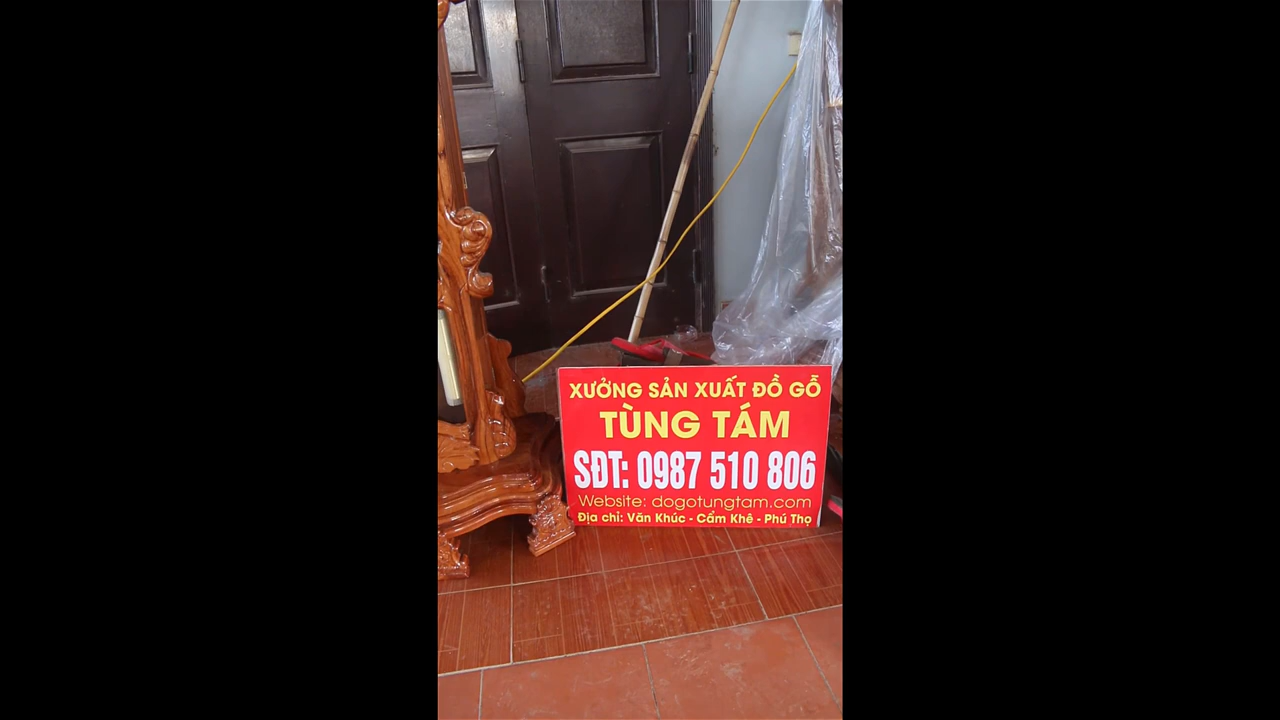 XƯỞNG SẢN XUẤT ĐỒ GỖ
TÙNG TÁM
SĐT: 0987 510 806
Website: dogotungtam.com
Địa chỉ: Văn Khúc - Cẩm Khê - Phú Thọ